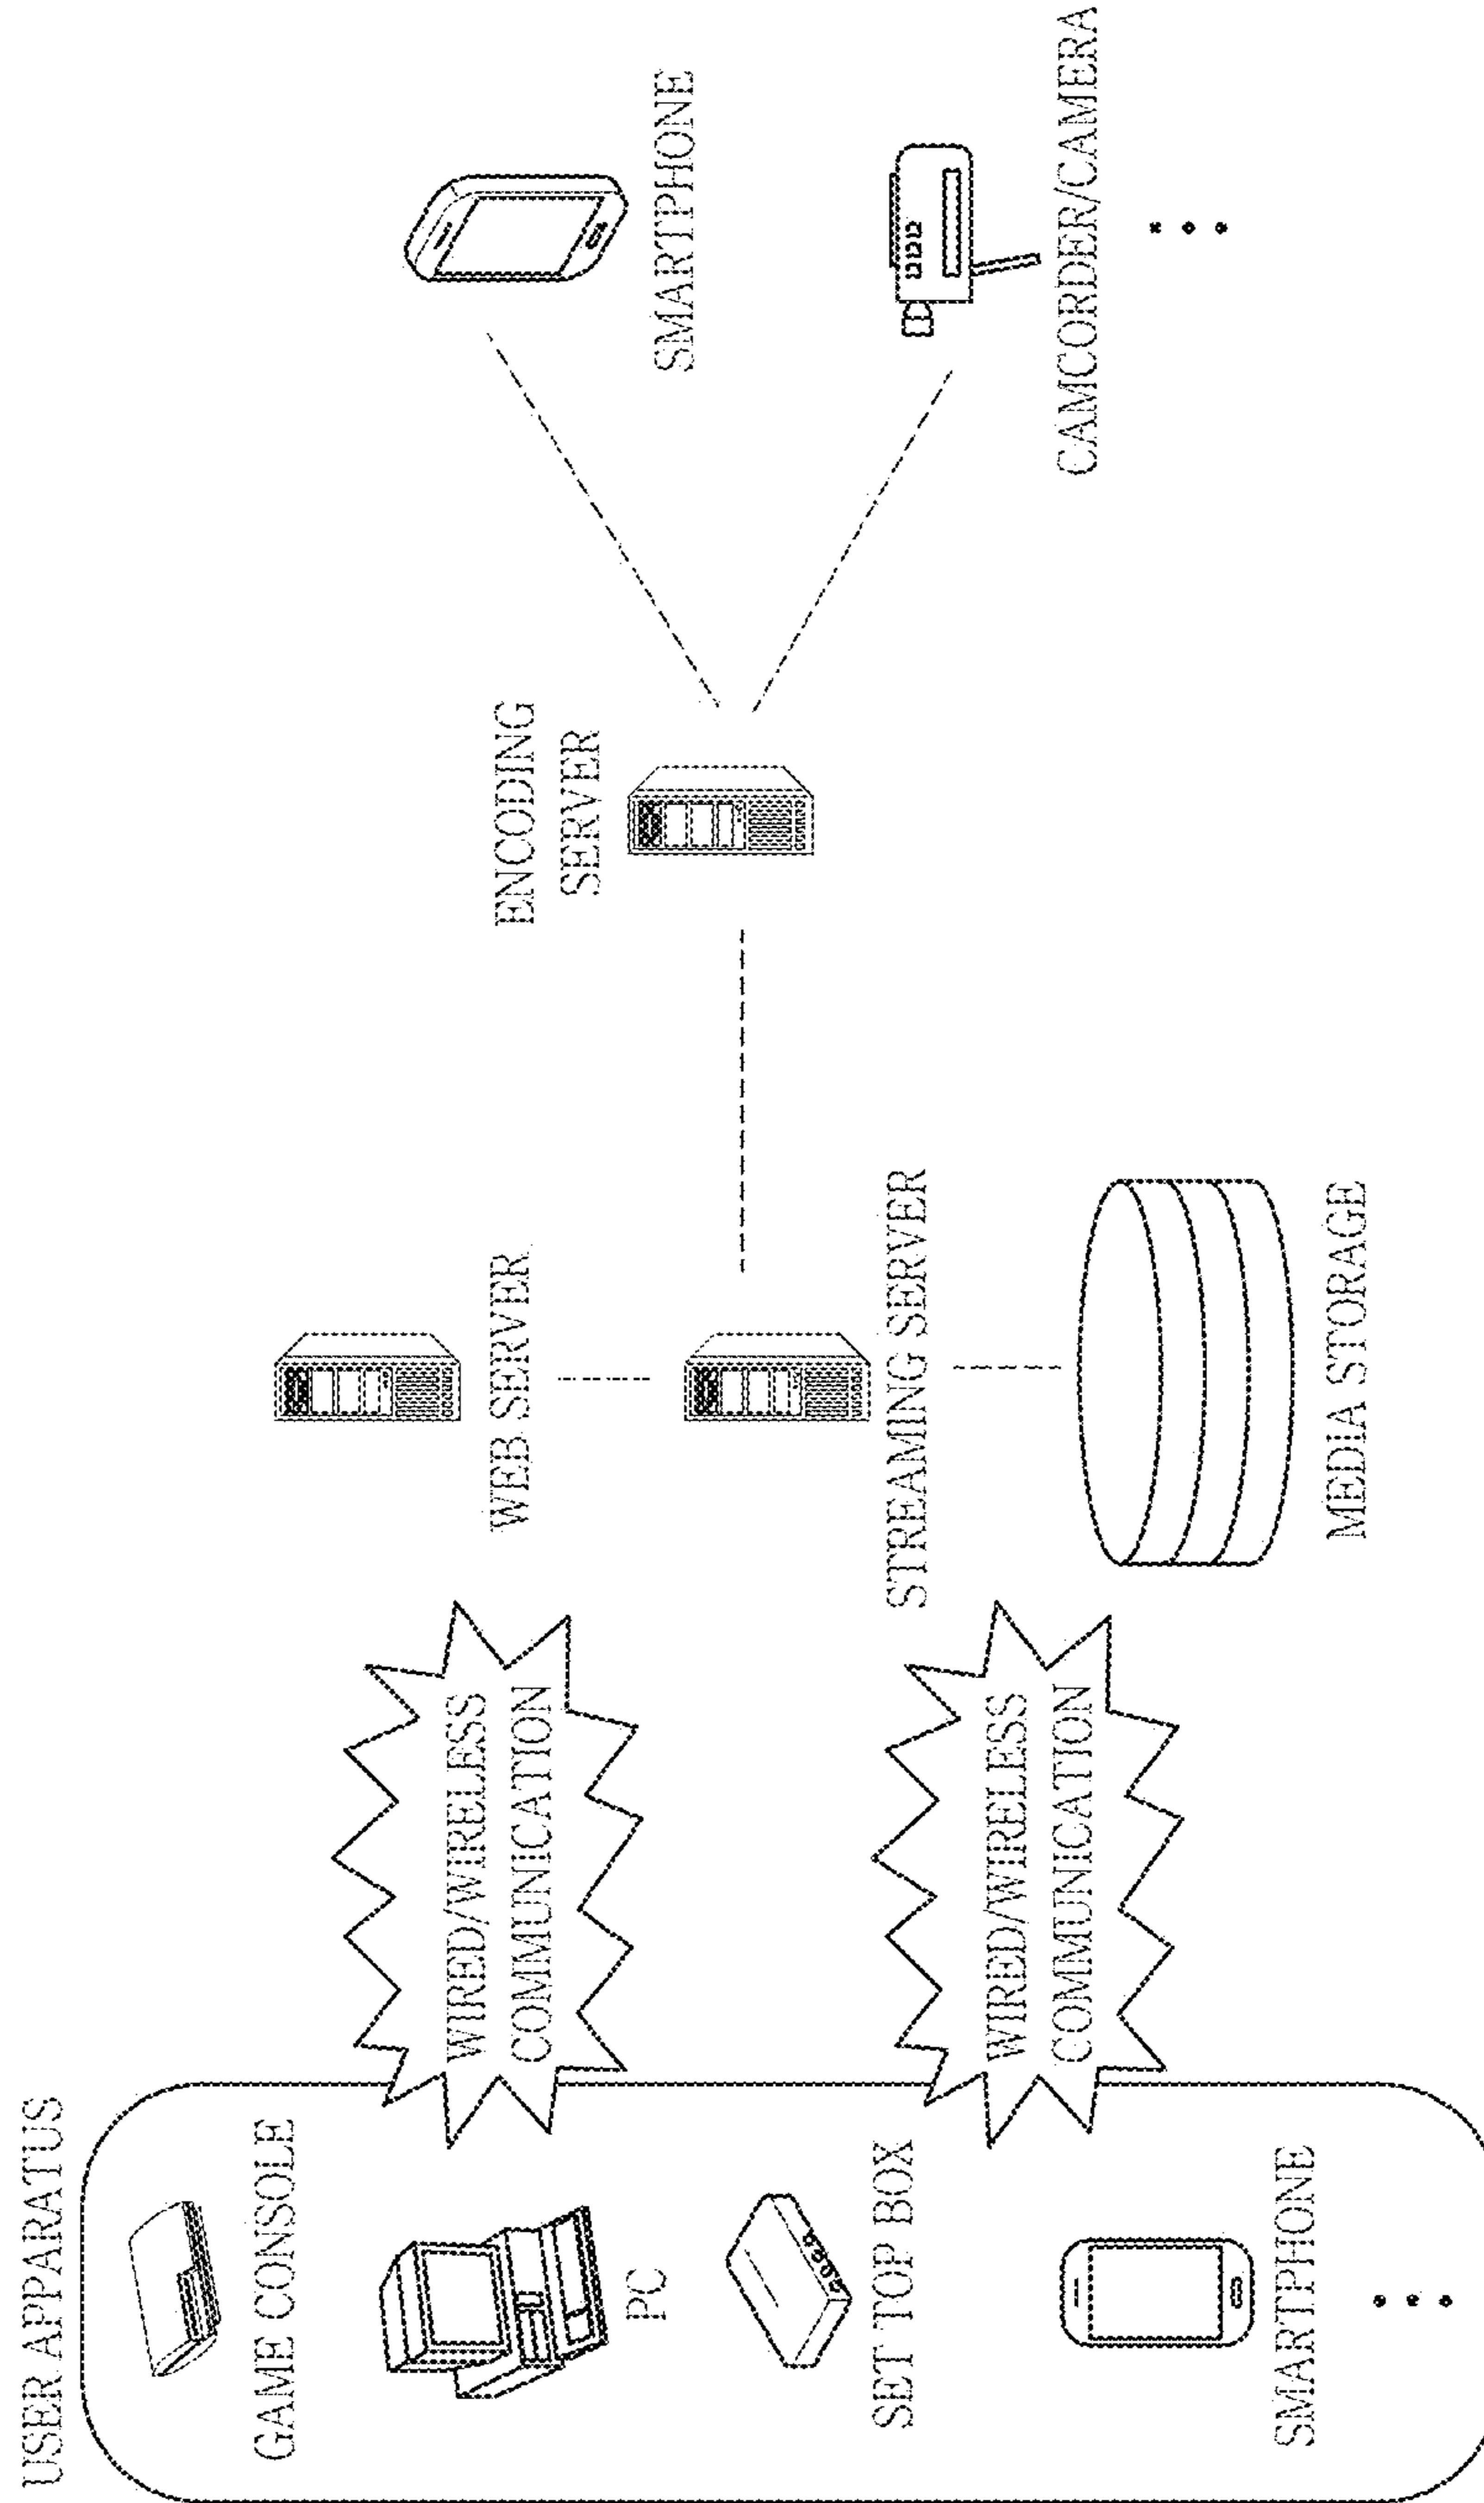 USER APPARATUS
GAME CONSOLE
PC
SET TOP BOX
SMARTPHONE
WIRED/WIRELESS
COMMUNICATION
WIRED/WIRELESS
COMMUNICATION
WEB SERVER
STREAMING SERVER
MEDIA STORAGE
ENCODING
SERVER
SMARTPHONE
CAMCORDER/CAMERA